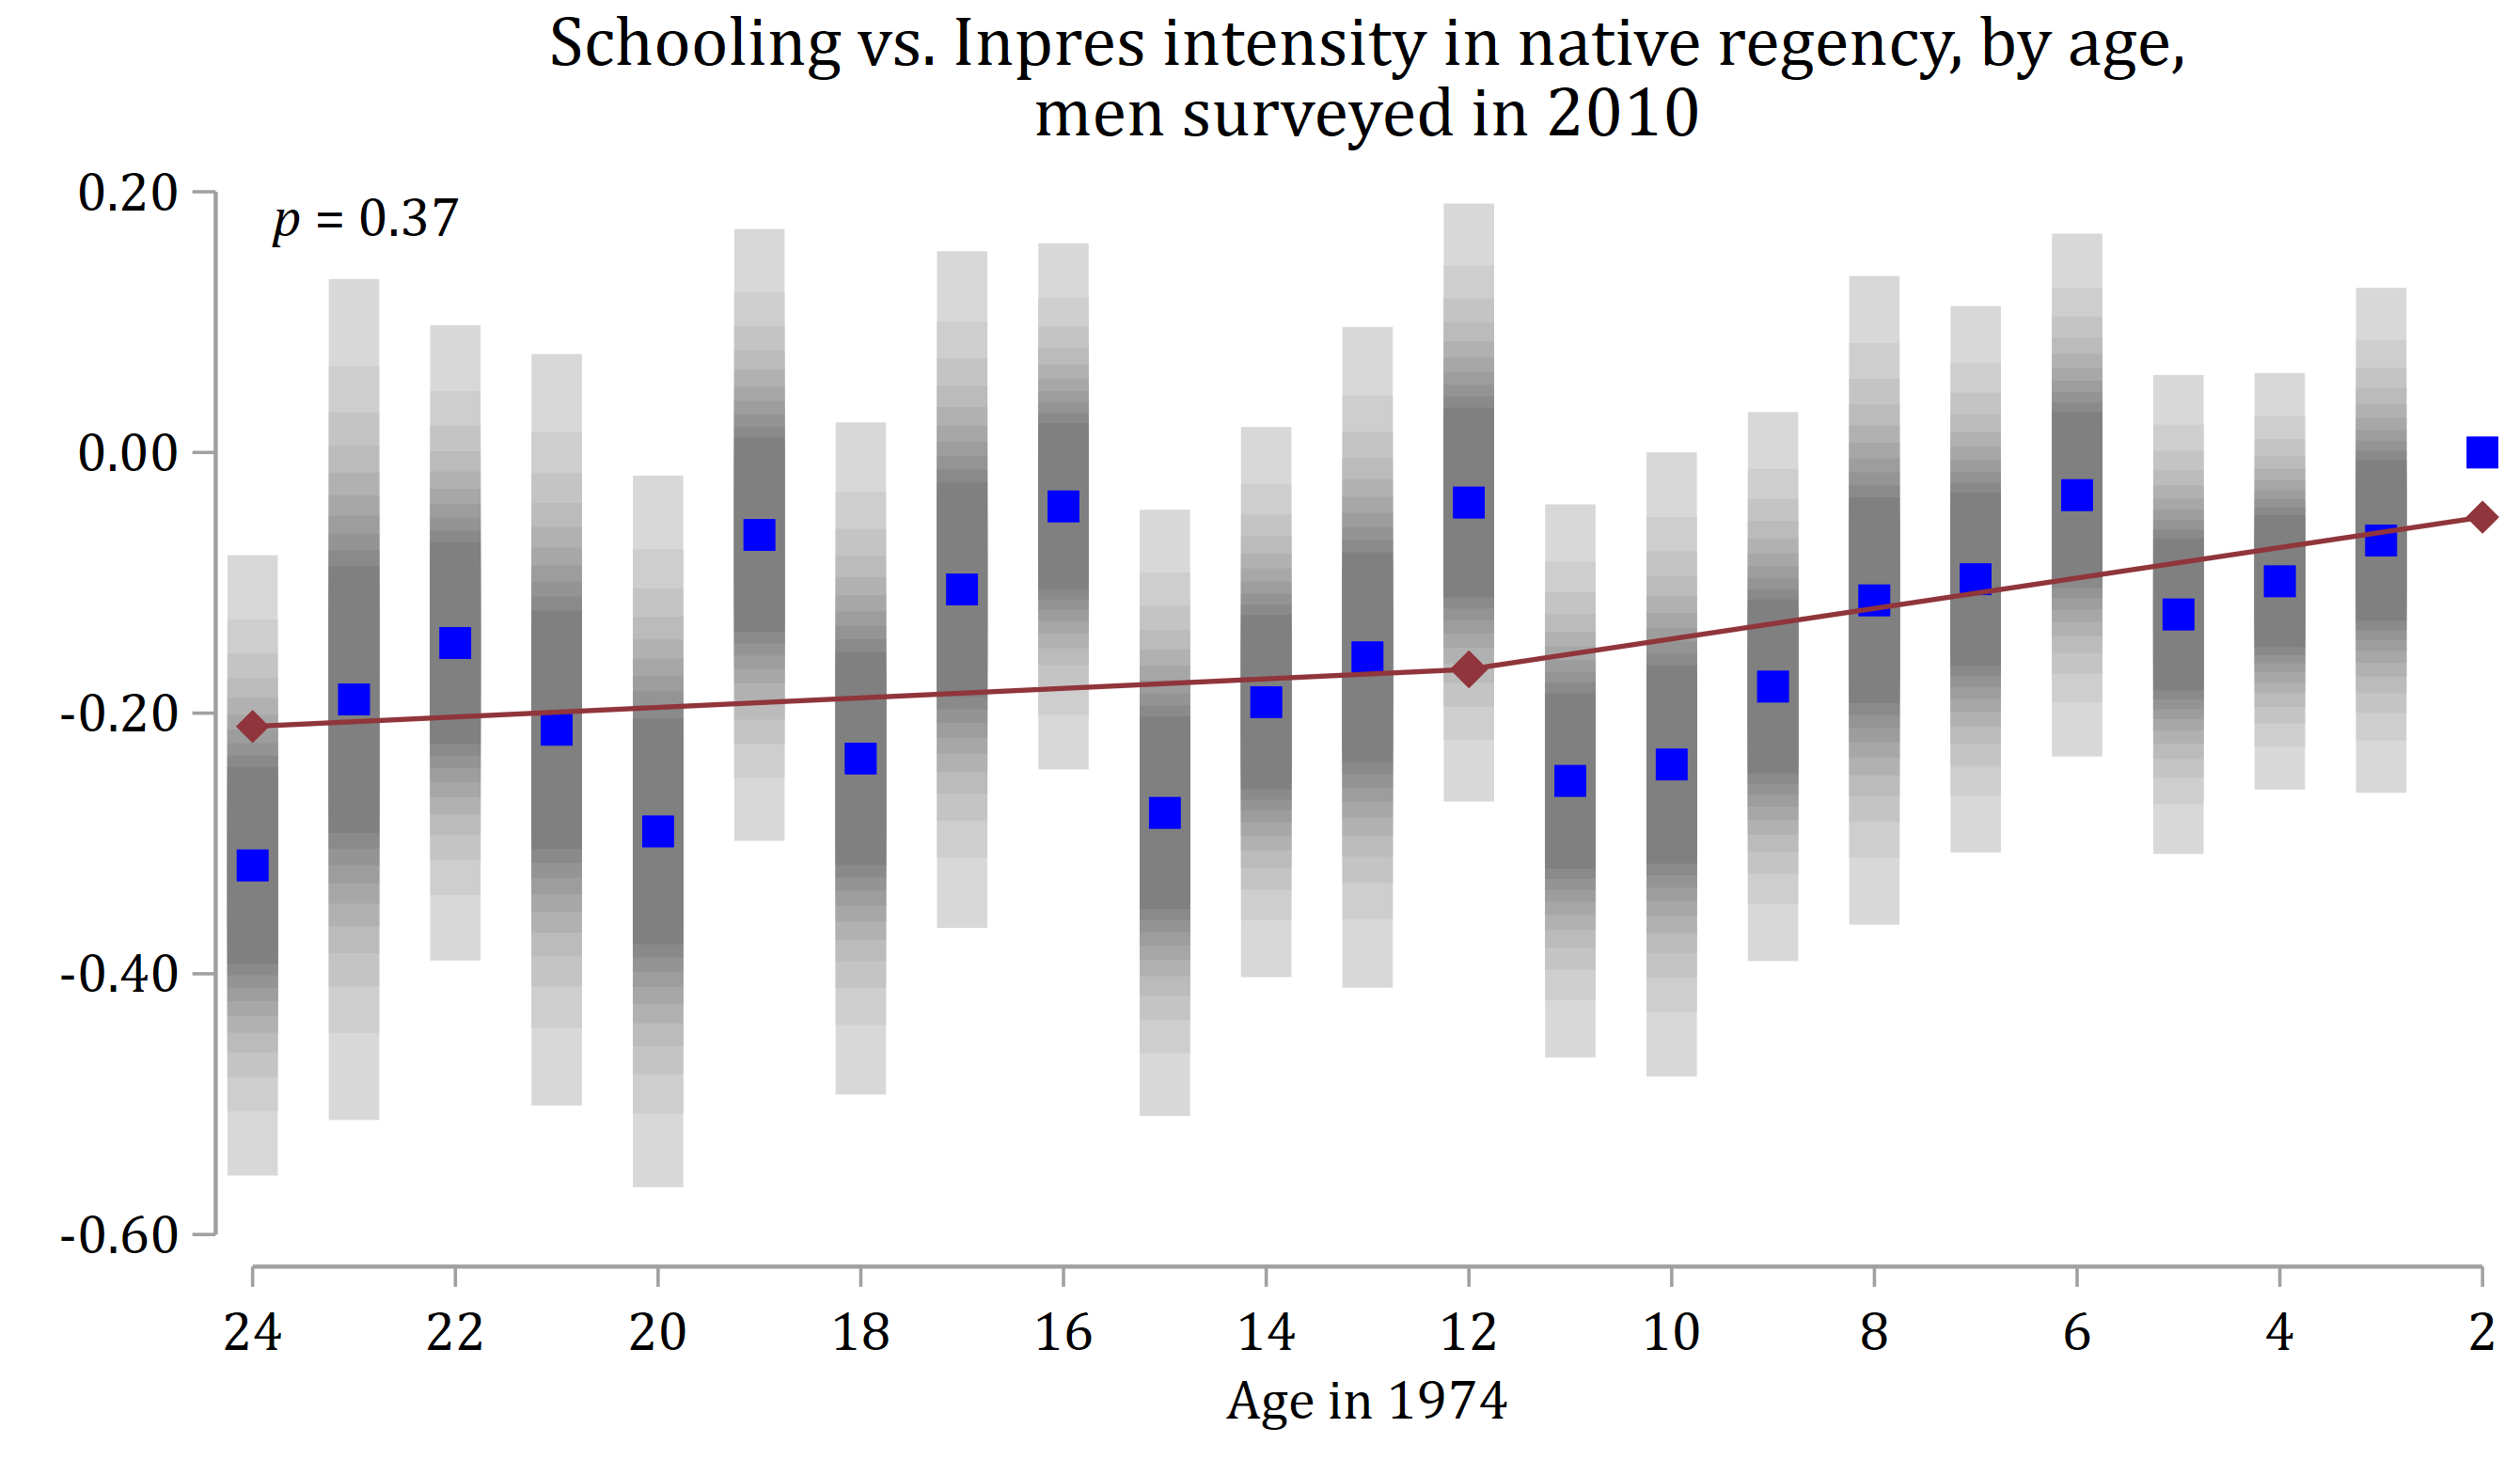 Schooling vs. Inpres intensity in native regency, by age,
men surveyed in 2010
0.20
p = 0.37
0.00
-0.20
-0.40
-0.60
24 22 20 18 16 14 12 10 8 6 4 2
Age in 1974